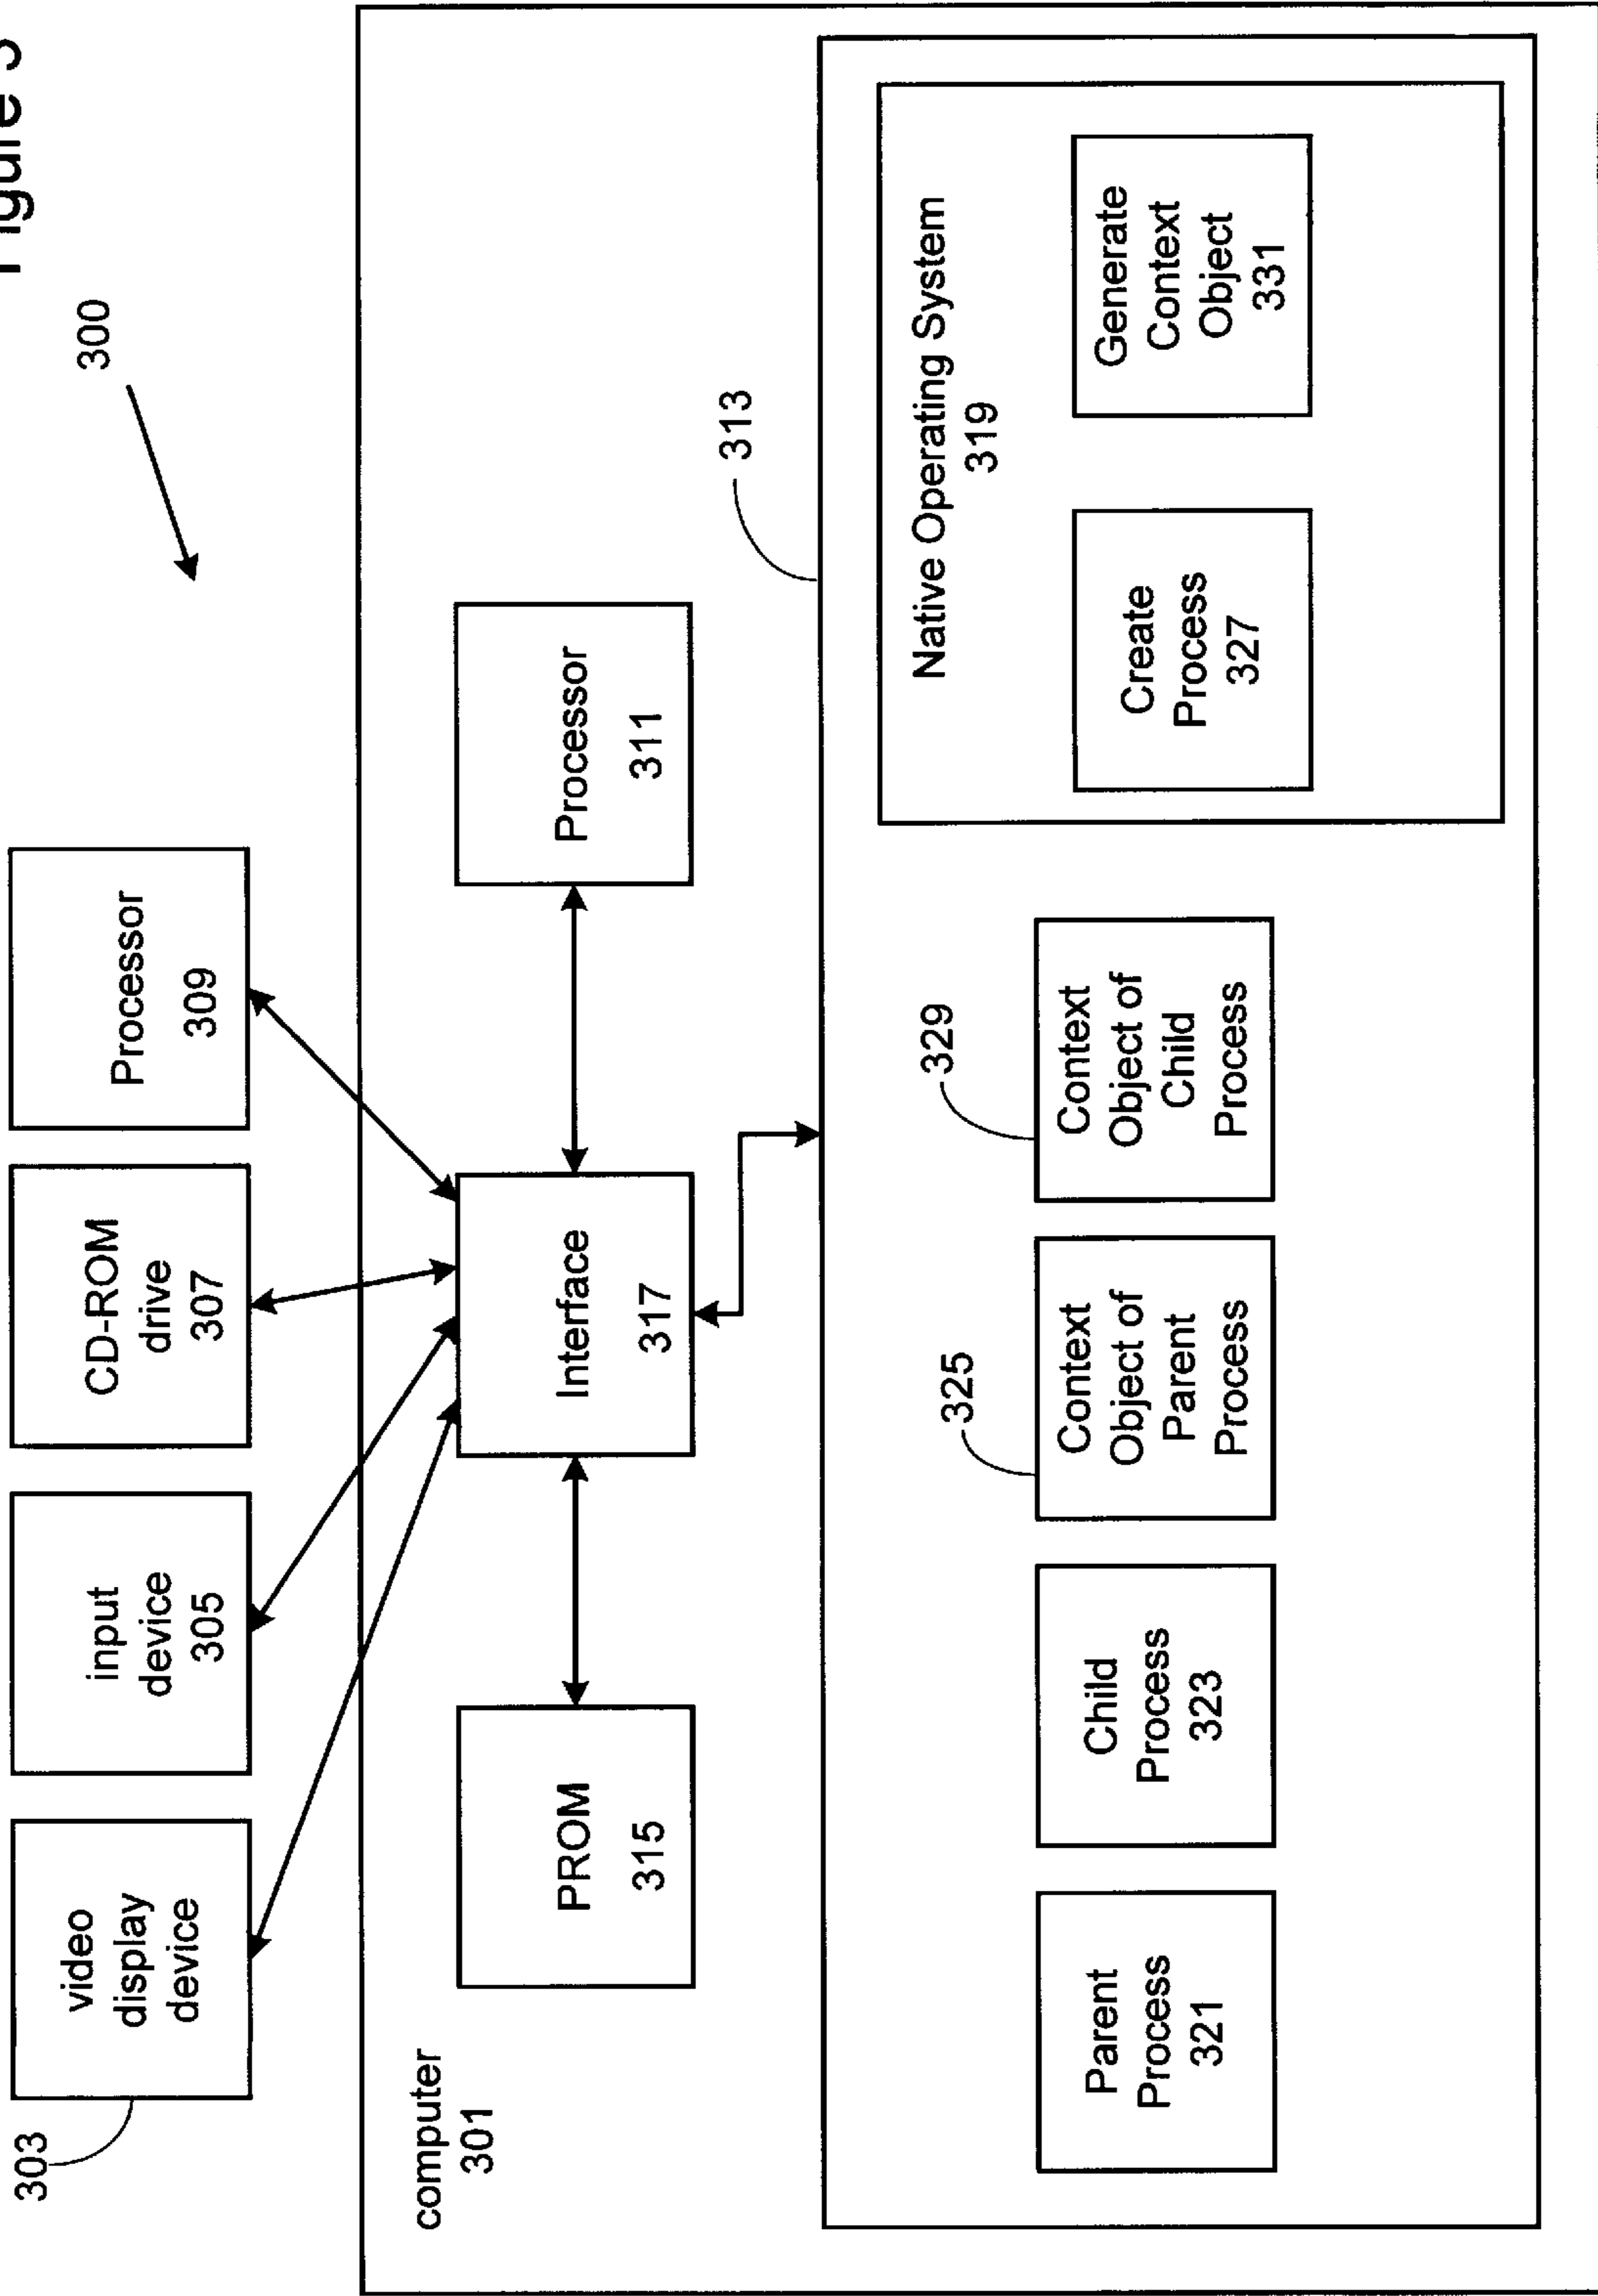 Figure 3
300
303
video
display
device
input
device
305
CD-ROM
drive
307
Processor
309
computer
301
PROM
315
Interface
317
Processor
311
313
Parent
Process
321
Child
Process
323
325
Context
Object of
Parent
Process
329
Context
Object of
Child
Process
Native Operating System
319
Create
Process
327
Generate
Context
Object
331